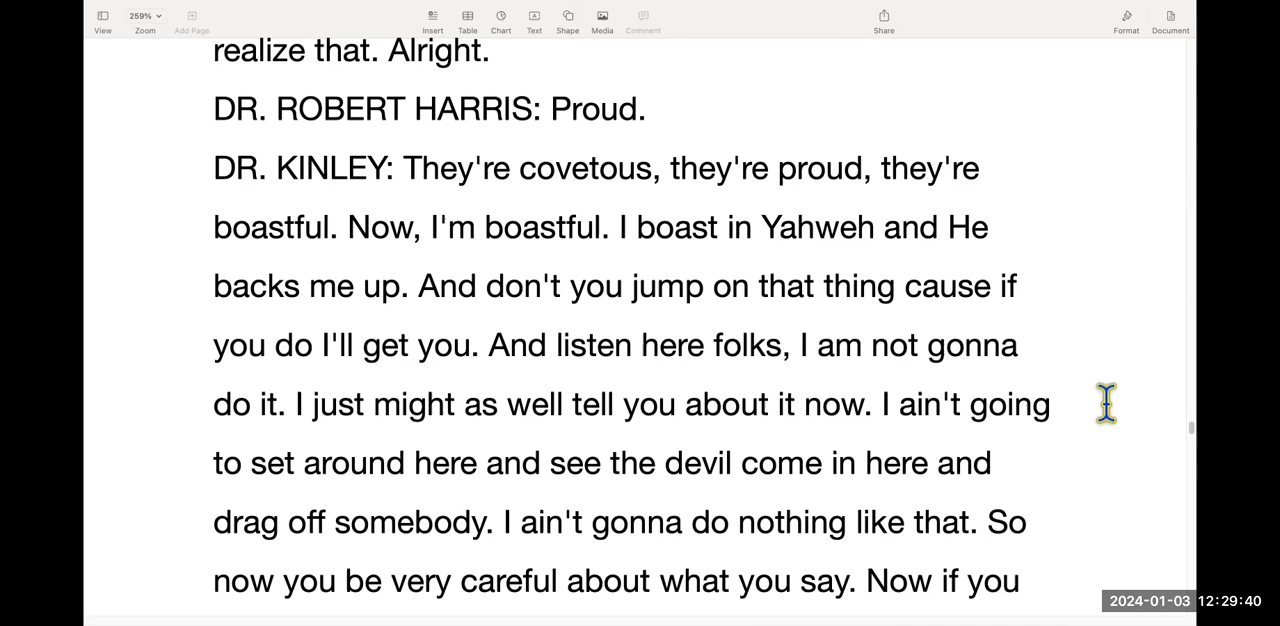 259%
View
Zoom
Add Page
Insert
Table
Chart
Text
Shape
Media
Comment
Share
Format
Document
realize that. Alright.
DR. ROBERT HARRIS: Proud.
DR. KINLEY: They're covetous, they're proud, they're
boastful. Now, I'm boastful. I boast in Yahweh and He
backs me up. And don't you jump on that thing cause if
you do I'll get you. And listen here folks, I am not gonna
do it. I just might as well tell you about it now. I ain't going
to set around here and see the devil come in here and
drag off somebody. I ain't gonna do nothing like that. So
now you be very careful about what you say. Now if you
2024-01-03 12:29:40